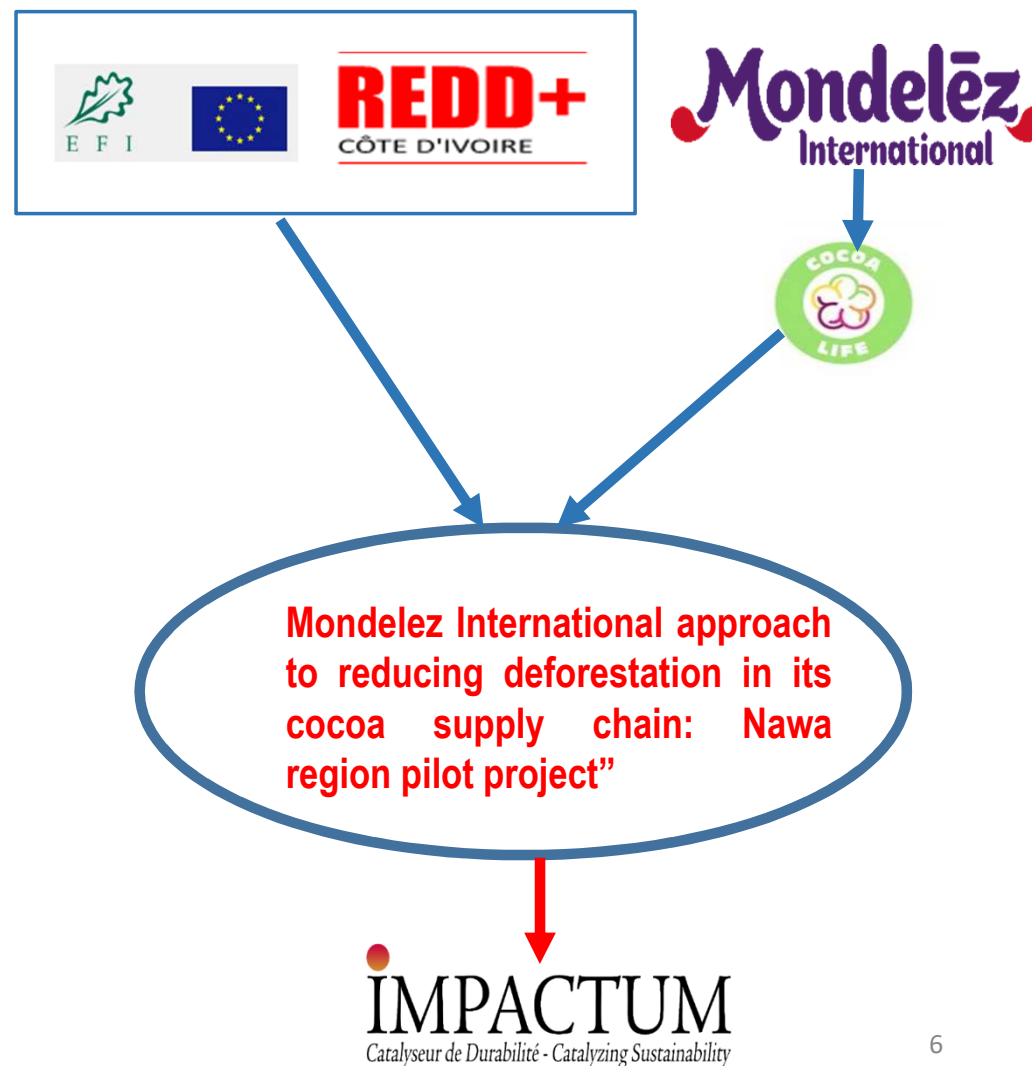 EFI
REDD+
CÔTE D'IVOIRE
Mondelēz
International
COCOA
LIFE
Mondelez International approach
to reducing deforestation in its
cocoa supply chain: Nawa
region pilot project”
IMPACTUM
Catalyseur de Durabilité - Catalyzing Sustainability
6